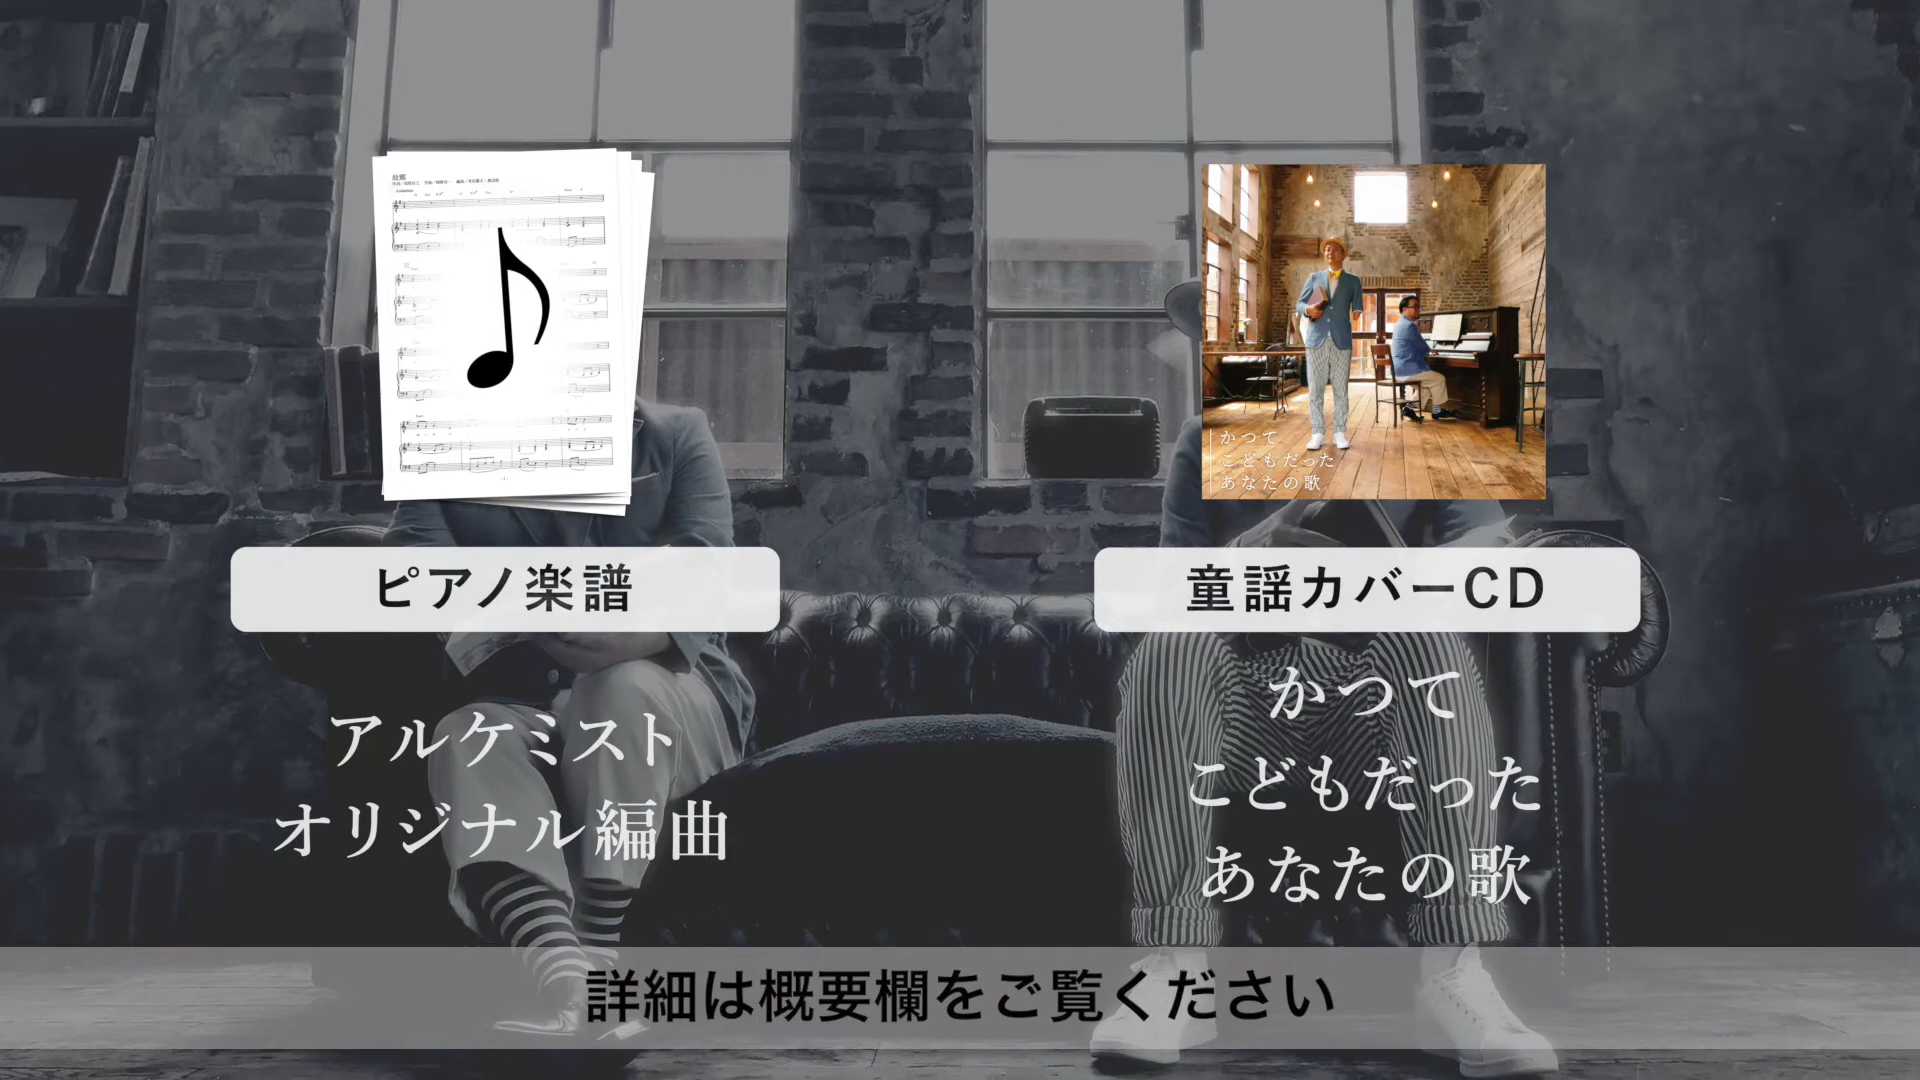 故郷
ピアノ楽譜
アルケミスト
オリジナル編曲
かつて
こどもだった
あなたの歌
童謡カバーCD
かつて
こどもだった
あなたの歌
詳細は概要欄をご覧ください